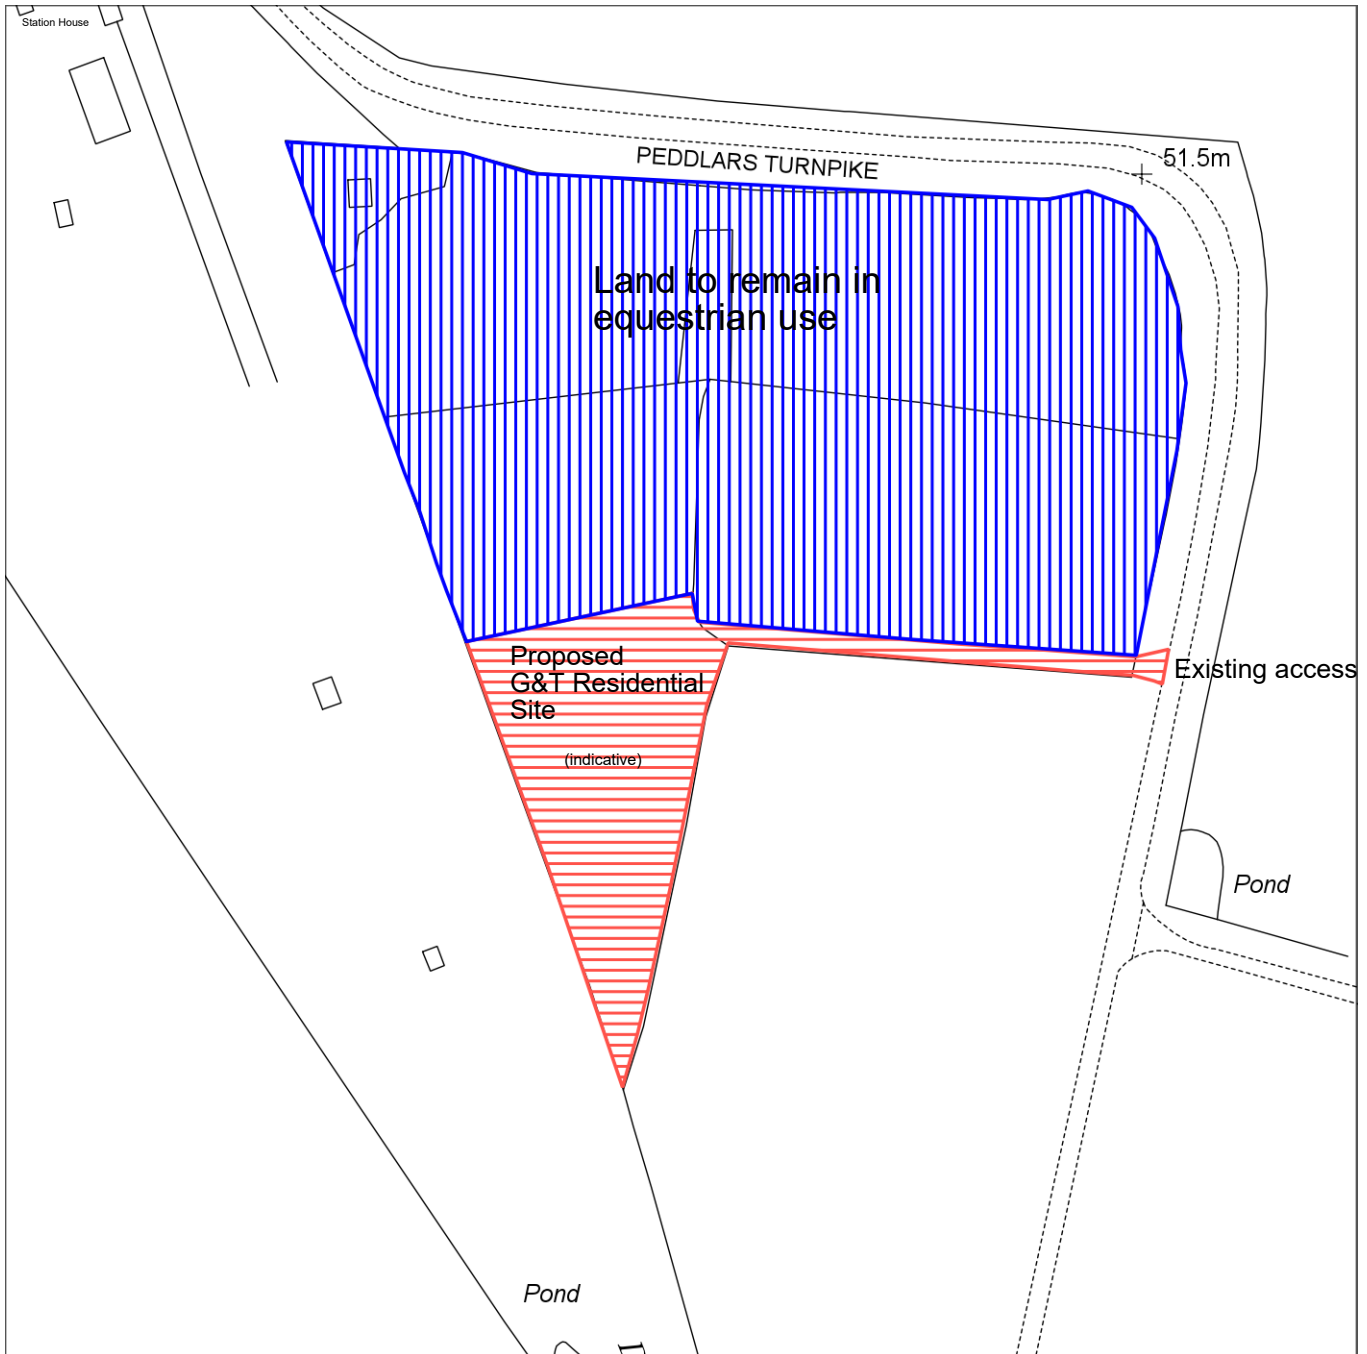 Station House
PEDDLARS TURNPIKE
51.5m
Land to remain in
equestrian use
Proposed
G&T Residential
Site
(indicative)
Existing access
Pond
Pond